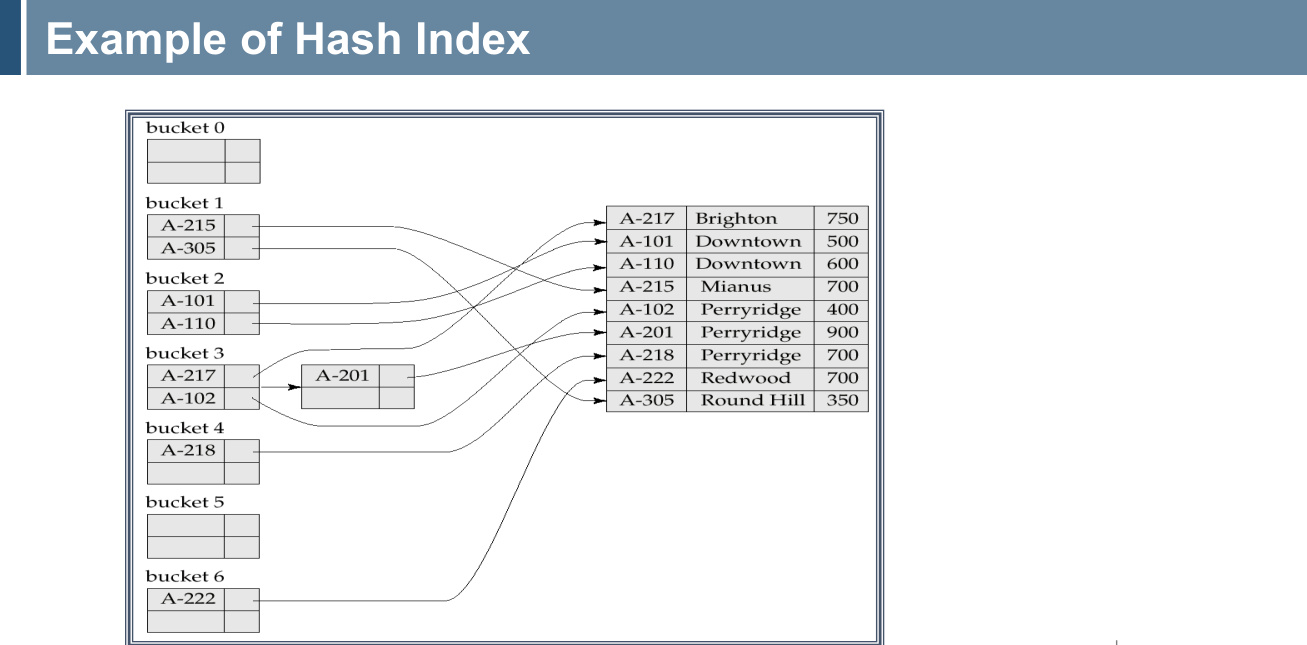 Example of Hash Index
bucket 0
bucket 1
A-215
A-305
bucket 2
A-101
A-110
bucket 3
A-217
A-102
A-201
bucket 4
A-218
bucket 5
bucket 6
A-222
A-217 Brighton 750
A-101 Downtown 500
A-110 Downtown 600
A-215 Mianus 700
A-102 Perryridge 400
A-201 Perryridge 900
A-218 Perryridge 700
A-222 Redwood 700
A-305 Round Hill 350